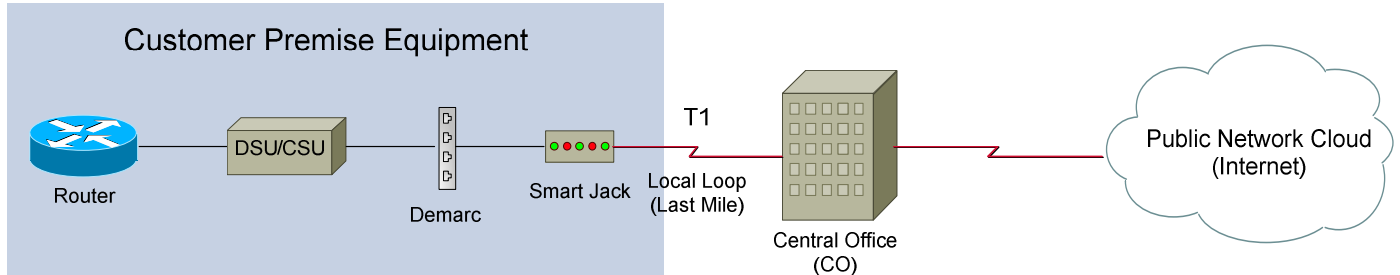 Customer Premise Equipment
Router
DSU/CSU
Demarc
Smart Jack
T1
Local Loop
(Last Mile)
Central Office
(CO)
Public Network Cloud
(Internet)